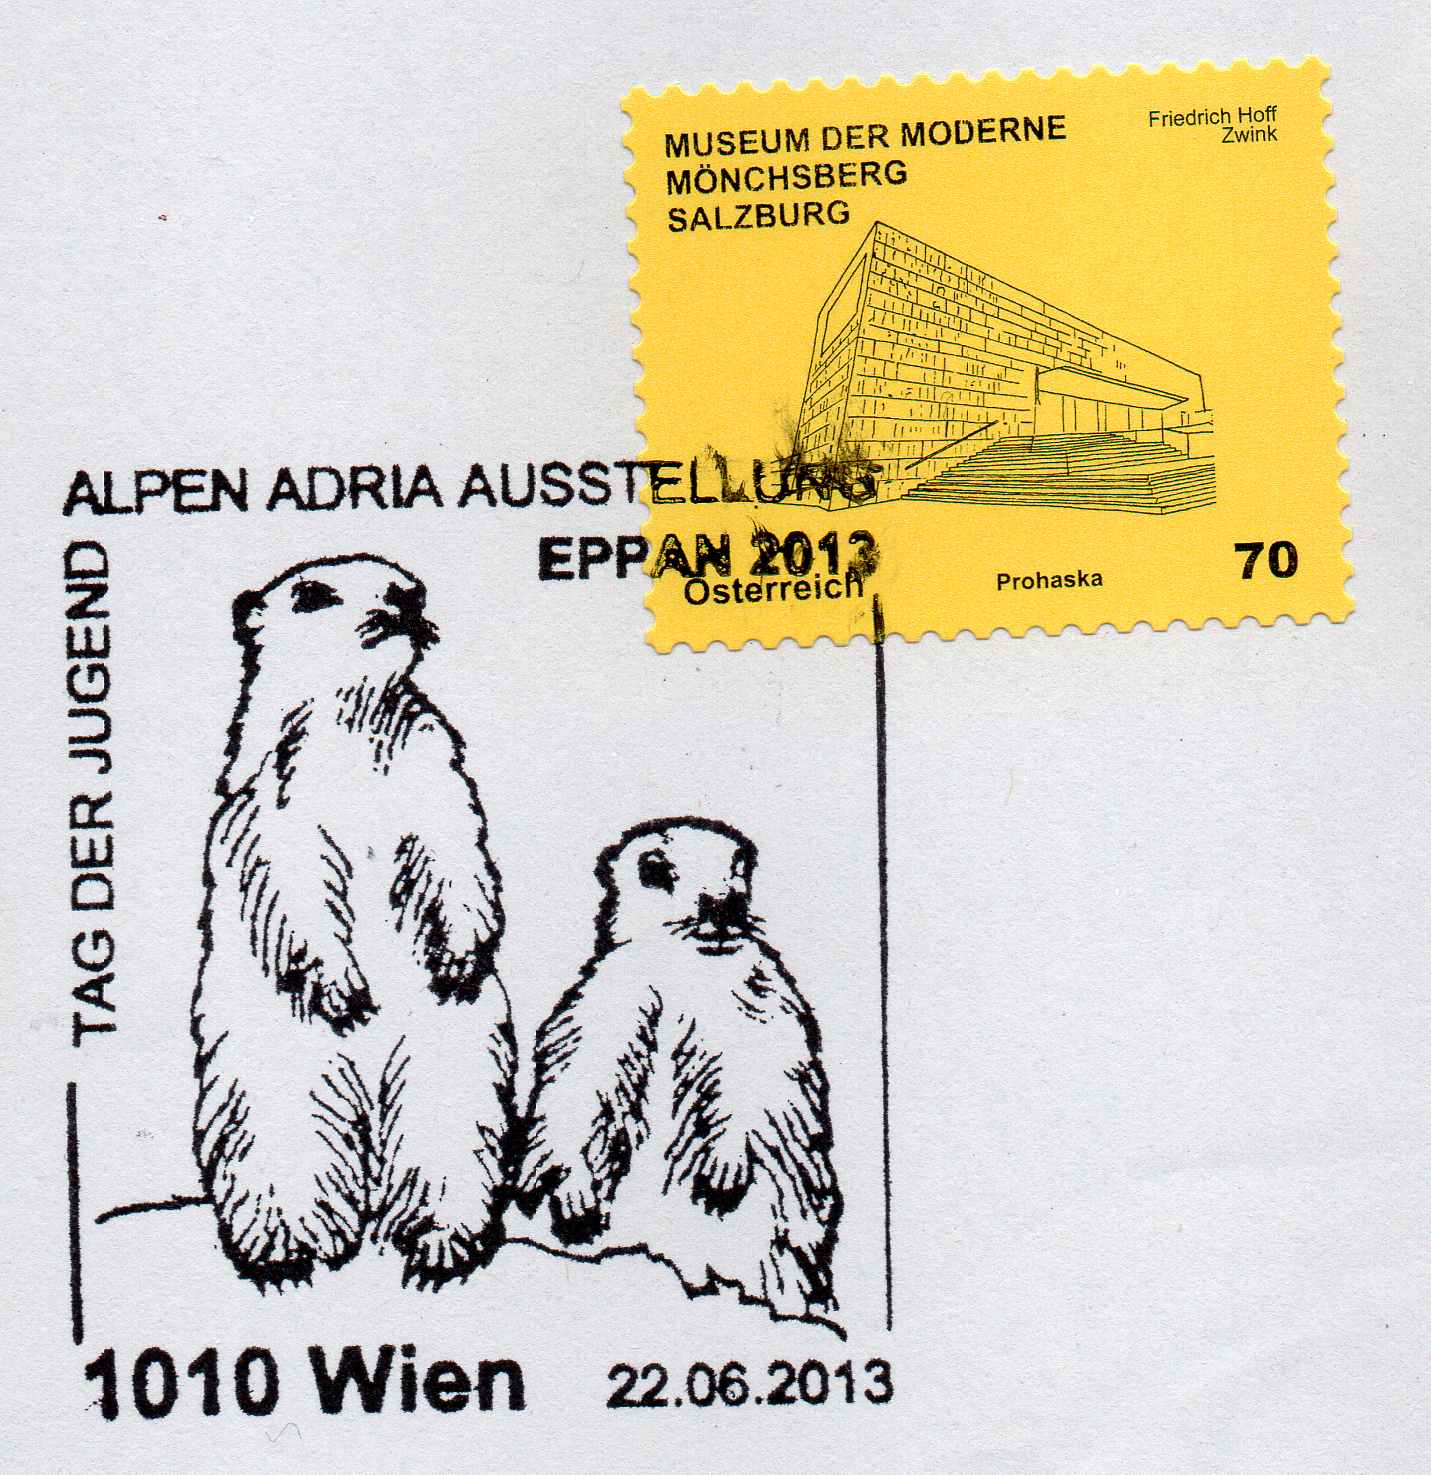 MUSEUM DER MODERNE
MÖNCHSBERG
SALZBURG
Friedrich Hoff
Zwink
Österreich
Prohaska
70
ALPEN ADRIA AUSSTELLUNG
EPPAN 2013
TAG DER JUGEND
1010 Wien
22.06.2013